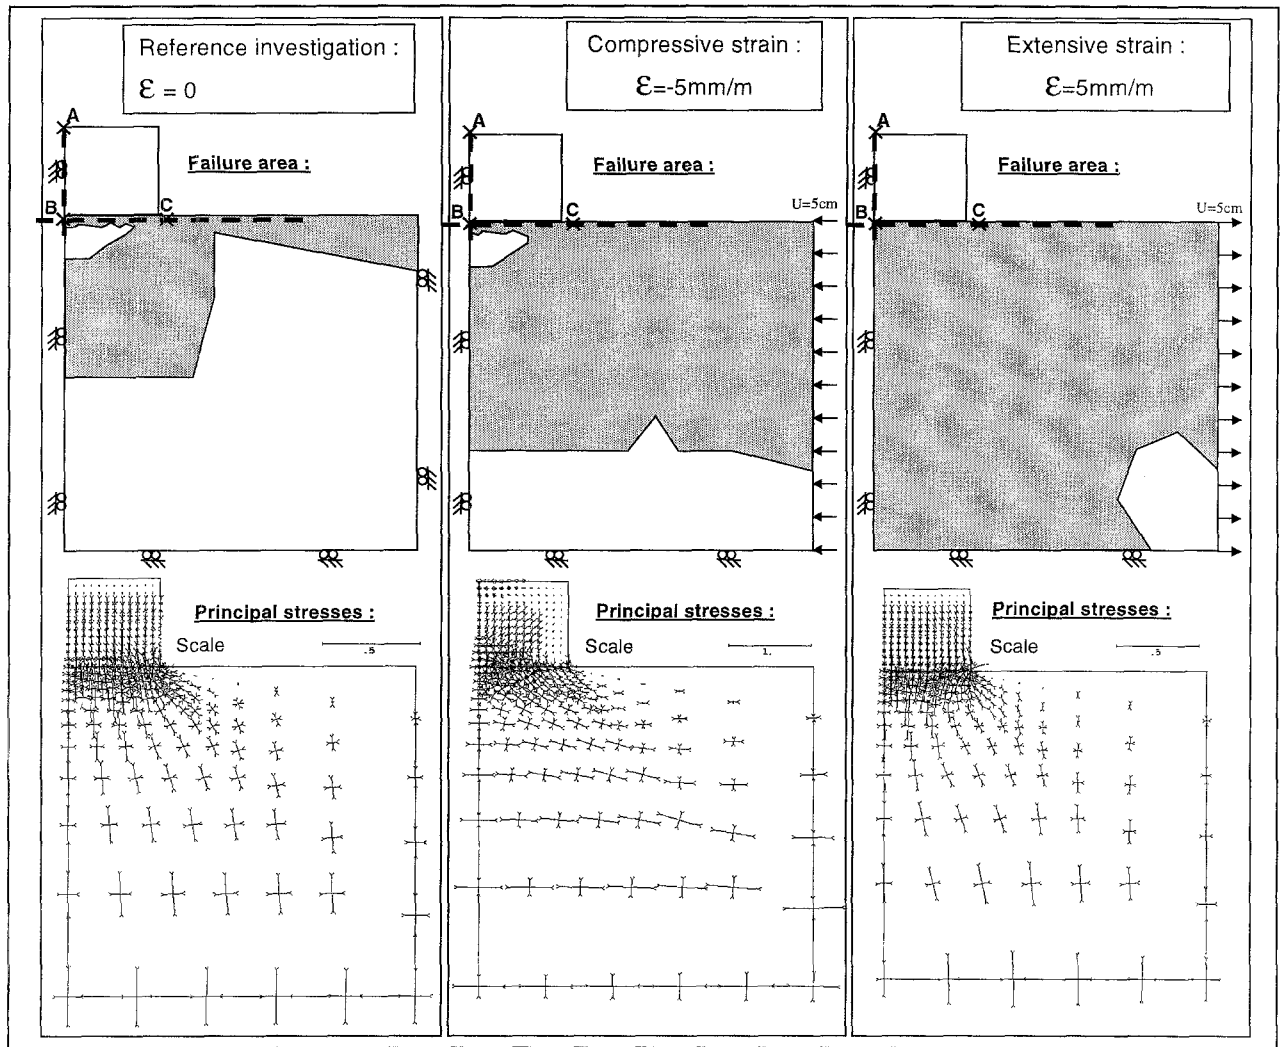 Reference investigation :
ε = 0
A
Failure area :
B
C
Principal stresses :
Scale
.5
Compressive strain :
ε=-5mm/m
A
Failure area :
U=5cm
B
C
Principal stresses :
Scale
1.
Extensive strain :
ε=5mm/m
A
Failure area :
U=5cm
B
C
Principal stresses :
Scale
.5